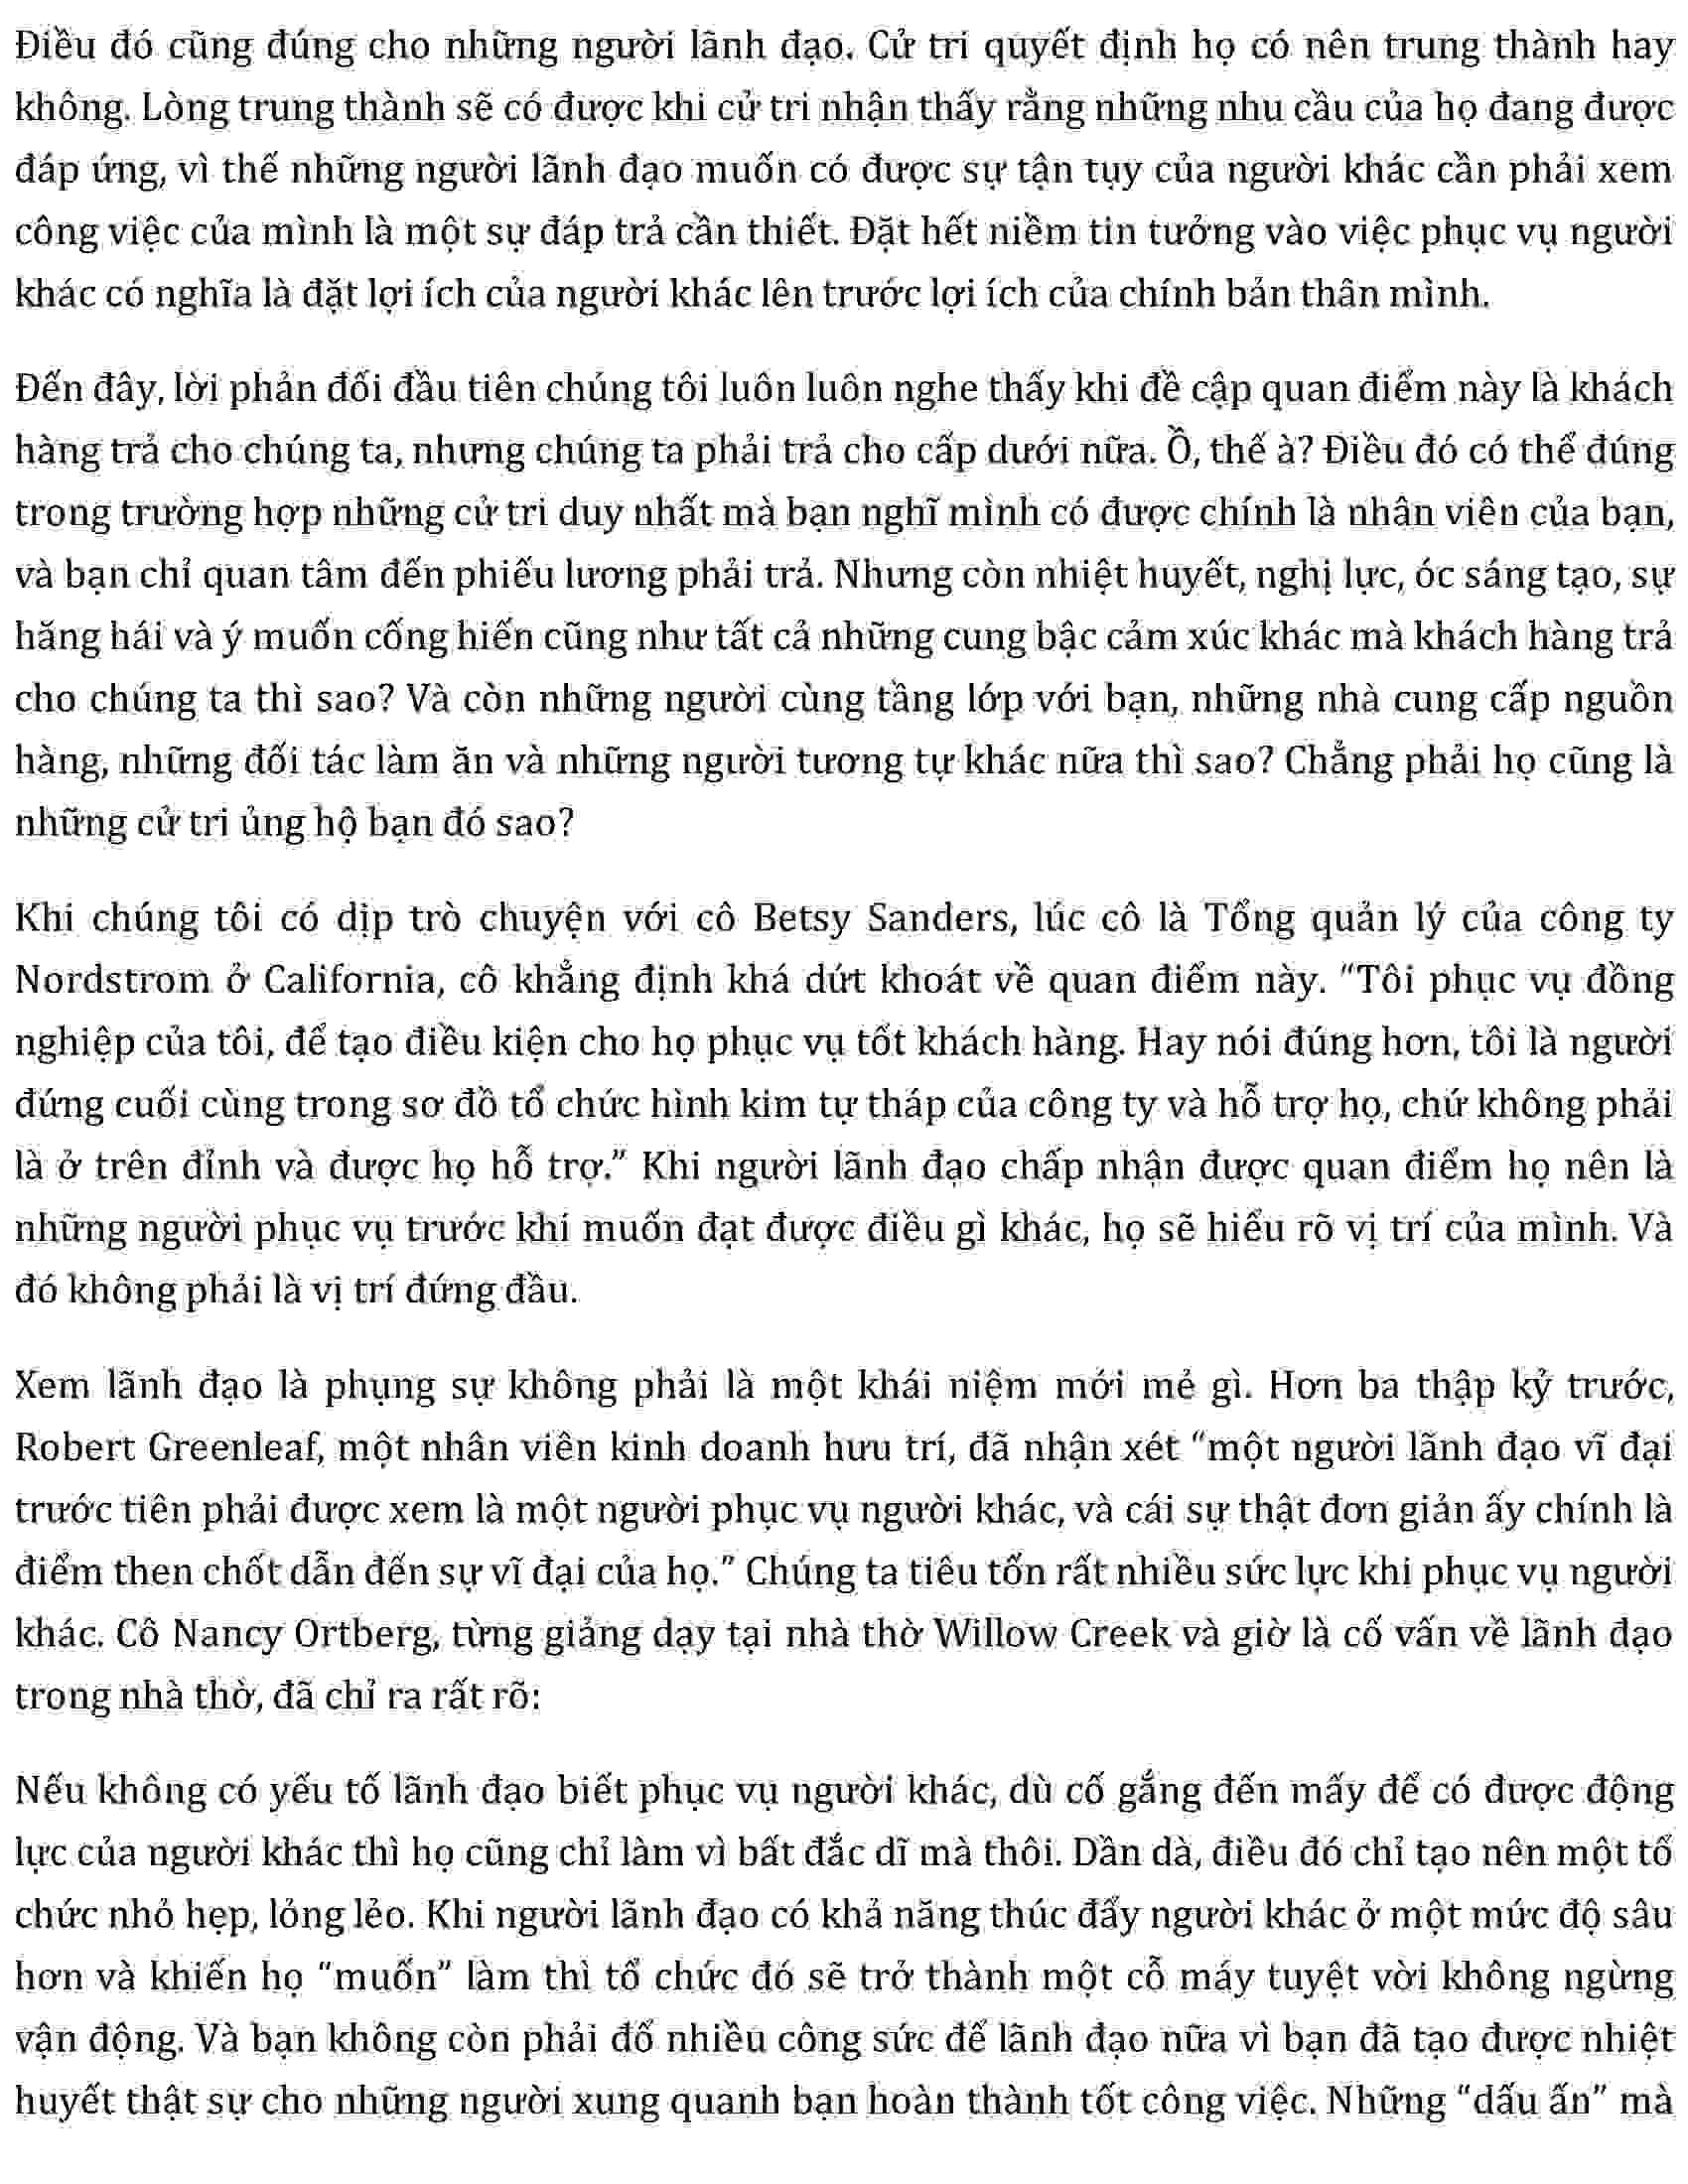 Điều đó cũng đúng cho những người lãnh đạo. Cử tri quyết định họ có nên trung thành hay
không. Lòng trung thành sẽ có được khi cử tri nhận thấy rằng những nhu cầu của họ đang được
đáp ứng, vì thế những người lãnh đạo muốn có được sự tận tụy của người khác cần phải xem
công việc của mình là một sự đáp trả cần thiết. Đặt hết niềm tin tưởng vào việc phục vụ người
khác có nghĩa là đặt lợi ích của người khác lên trước lợi ích của chính bản thân mình.
Đến đây, lời phản đối đầu tiên chúng tôi luôn luôn nghe thấy khi đề cập quan điểm này là khách
hàng trả cho chúng ta, nhưng chúng ta phải trả cho cấp dưới nữa. Ồ, thế à? Điều đó có thể đúng
trong trường hợp những cử tri duy nhất mà bạn nghĩ mình có được chính là nhân viên của bạn,
và bạn chỉ quan tâm đến phiếu lương phải trả. Nhưng còn nhiệt huyết, nghị lực, óc sáng tạo, sự
hăng hái và ý muốn cống hiến cũng như tất cả những cung bậc cảm xúc khác mà khách hàng trả
cho chúng ta thì sao? Và còn những người cùng tầng lớp với bạn, những nhà cung cấp nguồn
hàng, những đối tác làm ăn và những người tương tự khác nữa thì sao? Chẳng phải họ cũng là
những cử tri ủng hộ bạn đó sao?
Khi chúng tôi có dịp trò chuyện với cô Betsy Sanders, lúc cô là Tổng quản lý của công ty
Nordstrom ở California, cô khẳng định khá dứt khoát về quan điểm này. “Tôi phục vụ đồng
nghiệp của tôi, để tạo điều kiện cho họ phục vụ tốt khách hàng. Hay nói đúng hơn, tôi là người
đứng cuối cùng trong sơ đồ tổ chức hình kim tự tháp của công ty và hỗ trợ họ, chứ không phải
là ở trên đỉnh và được họ hỗ trợ.” Khi người lãnh đạo chấp nhận được quan điểm họ nên là
những người phục vụ trước khi muốn đạt được điều gì khác, họ sẽ hiểu rõ vị trí của mình. Và
đó không phải là vị trí đứng đầu.
Xem lãnh đạo là phụng sự không phải là một khái niệm mới mẻ gì. Hơn ba thập kỷ trước,
Robert Greenleaf, một nhân viên kinh doanh hưu trí, đã nhận xét “một người lãnh đạo vĩ đại
trước tiên phải được xem là một người phục vụ người khác, và cái sự thật đơn giản ấy chính là
điểm then chốt dẫn đến sự vĩ đại của họ.” Chúng ta tiêu tốn rất nhiều sức lực khi phục vụ người
khác. Cô Nancy Ortberg, từng giảng dạy tại nhà thờ Willow Creek và giờ là cố vấn về lãnh đạo
trong nhà thờ, đã chỉ ra rất rõ:
Nếu không có yếu tố lãnh đạo biết phục vụ người khác, dù cố gắng đến mấy để có được động
lực của người khác thì họ cũng chỉ làm vì bất đắc dĩ mà thôi. Dần dà, điều đó chỉ tạo nên một tổ
chức nhỏ hẹp, lỏng lẻo. Khi người lãnh đạo có khả năng thúc đẩy người khác ở một mức độ sâu
hơn và khiến họ “muốn” làm thì tổ chức đó sẽ trở thành một cỗ máy tuyệt vời không ngừng
vận động. Và bạn không còn phải đổ nhiều công sức để lãnh đạo nữa vì bạn đã tạo được nhiệt
huyết thật sự cho những người xung quanh bạn hoàn thành tốt công việc. Những “dấu ấn” mà